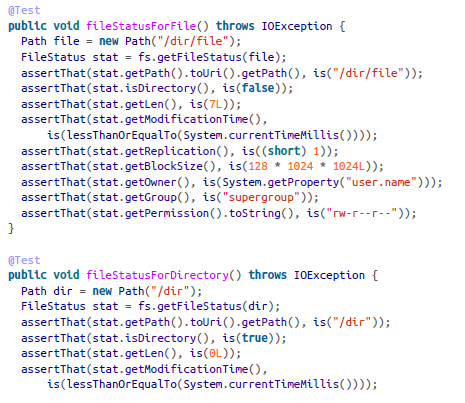 @Test
public void fileStatusForFile() throws IOException {
  Path file = new Path("/dir/file");
  FileStatus stat = fs.getFileStatus(file);
  assertThat(stat.getPath().toUri().getPath(), is("/dir/file"));
  assertThat(stat.isDirectory(), is(false));
  assertThat(stat.getLen(), is(7L));
  assertThat(stat.getModificationTime(),
      is(lessThanOrEqualTo(System.currentTimeMillis())));
  assertThat(stat.getReplication(), is((short) 1));
  assertThat(stat.getBlockSize(), is(128 * 1024 * 1024L));
  assertThat(stat.getOwner(), is(System.getProperty("user.name")));
  assertThat(stat.getGroup(), is("supergroup"));
  assertThat(stat.getPermission().toString(), is("rw-r--r--"));
}
@Test
public void fileStatusForDirectory() throws IOException {
  Path dir = new Path("/dir");
  FileStatus stat = fs.getFileStatus(dir);
  assertThat(stat.getPath().toUri().getPath(), is("/dir"));
  assertThat(stat.isDirectory(), is(true));
  assertThat(stat.getLen(), is(0L));
  assertThat(stat.getModificationTime(),
      is(lessThanOrEqualTo(System.currentTimeMillis())));